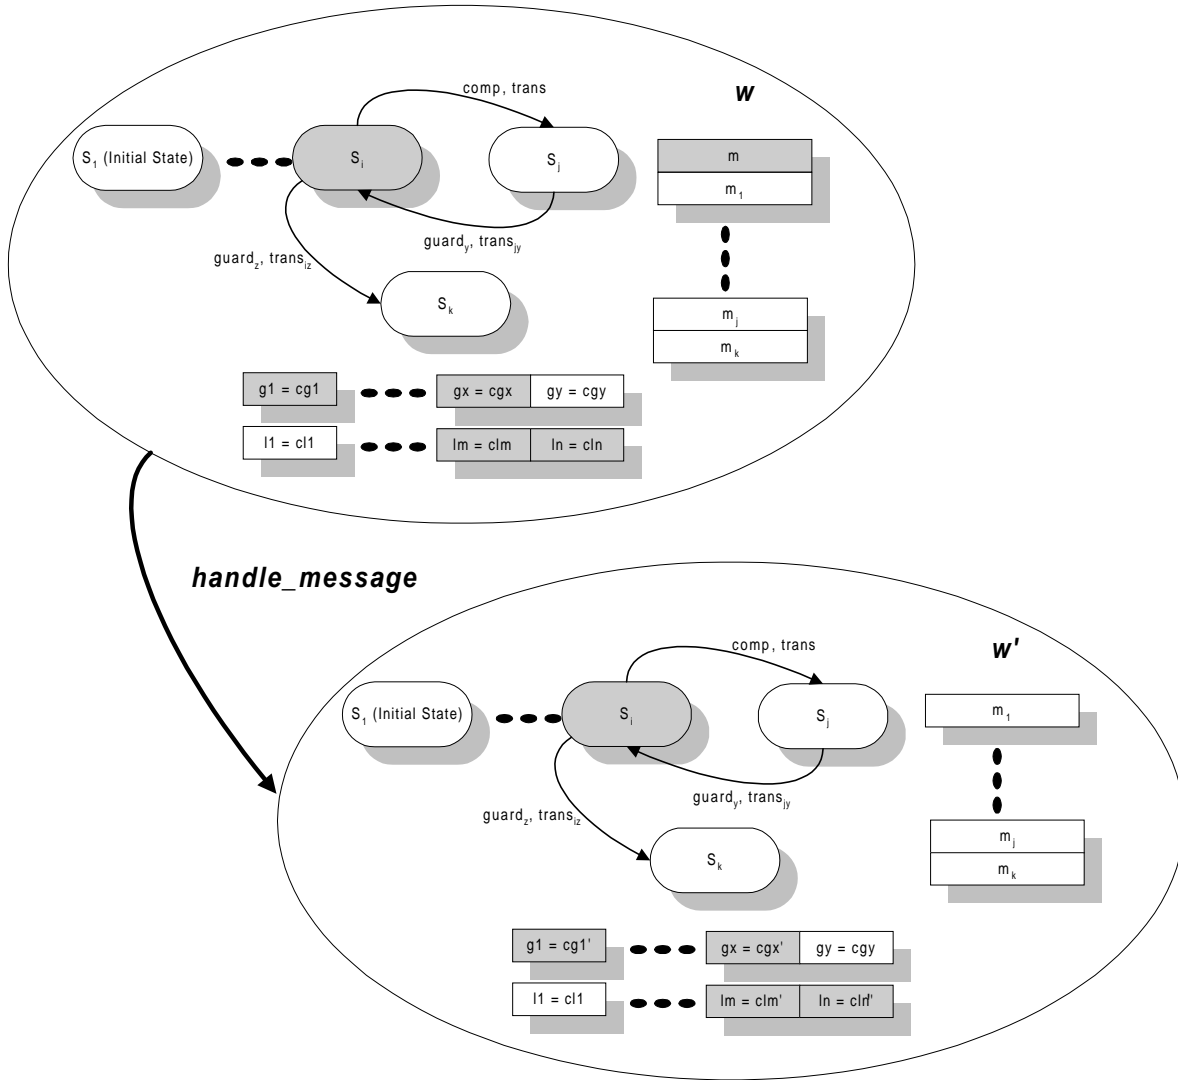 comp, trans
w
S1 (Initial State)
Si
Sj
m
m1
guardy, transjy
guardz, transiz
Sk
mj
mk
g1 = cg1
gx = cgx
gy = cgy
l1 = cl1
lm = clm
ln = cln
handle_message
comp, trans
w'
S1 (Initial State)
Si
Sj
m1
guardy, transjy
guardz, transiz
Sk
mj
mk
g1 = cg1'
gx = cgx'
gy = cgy
l1 = cl1
lm = clm'
ln = cln'